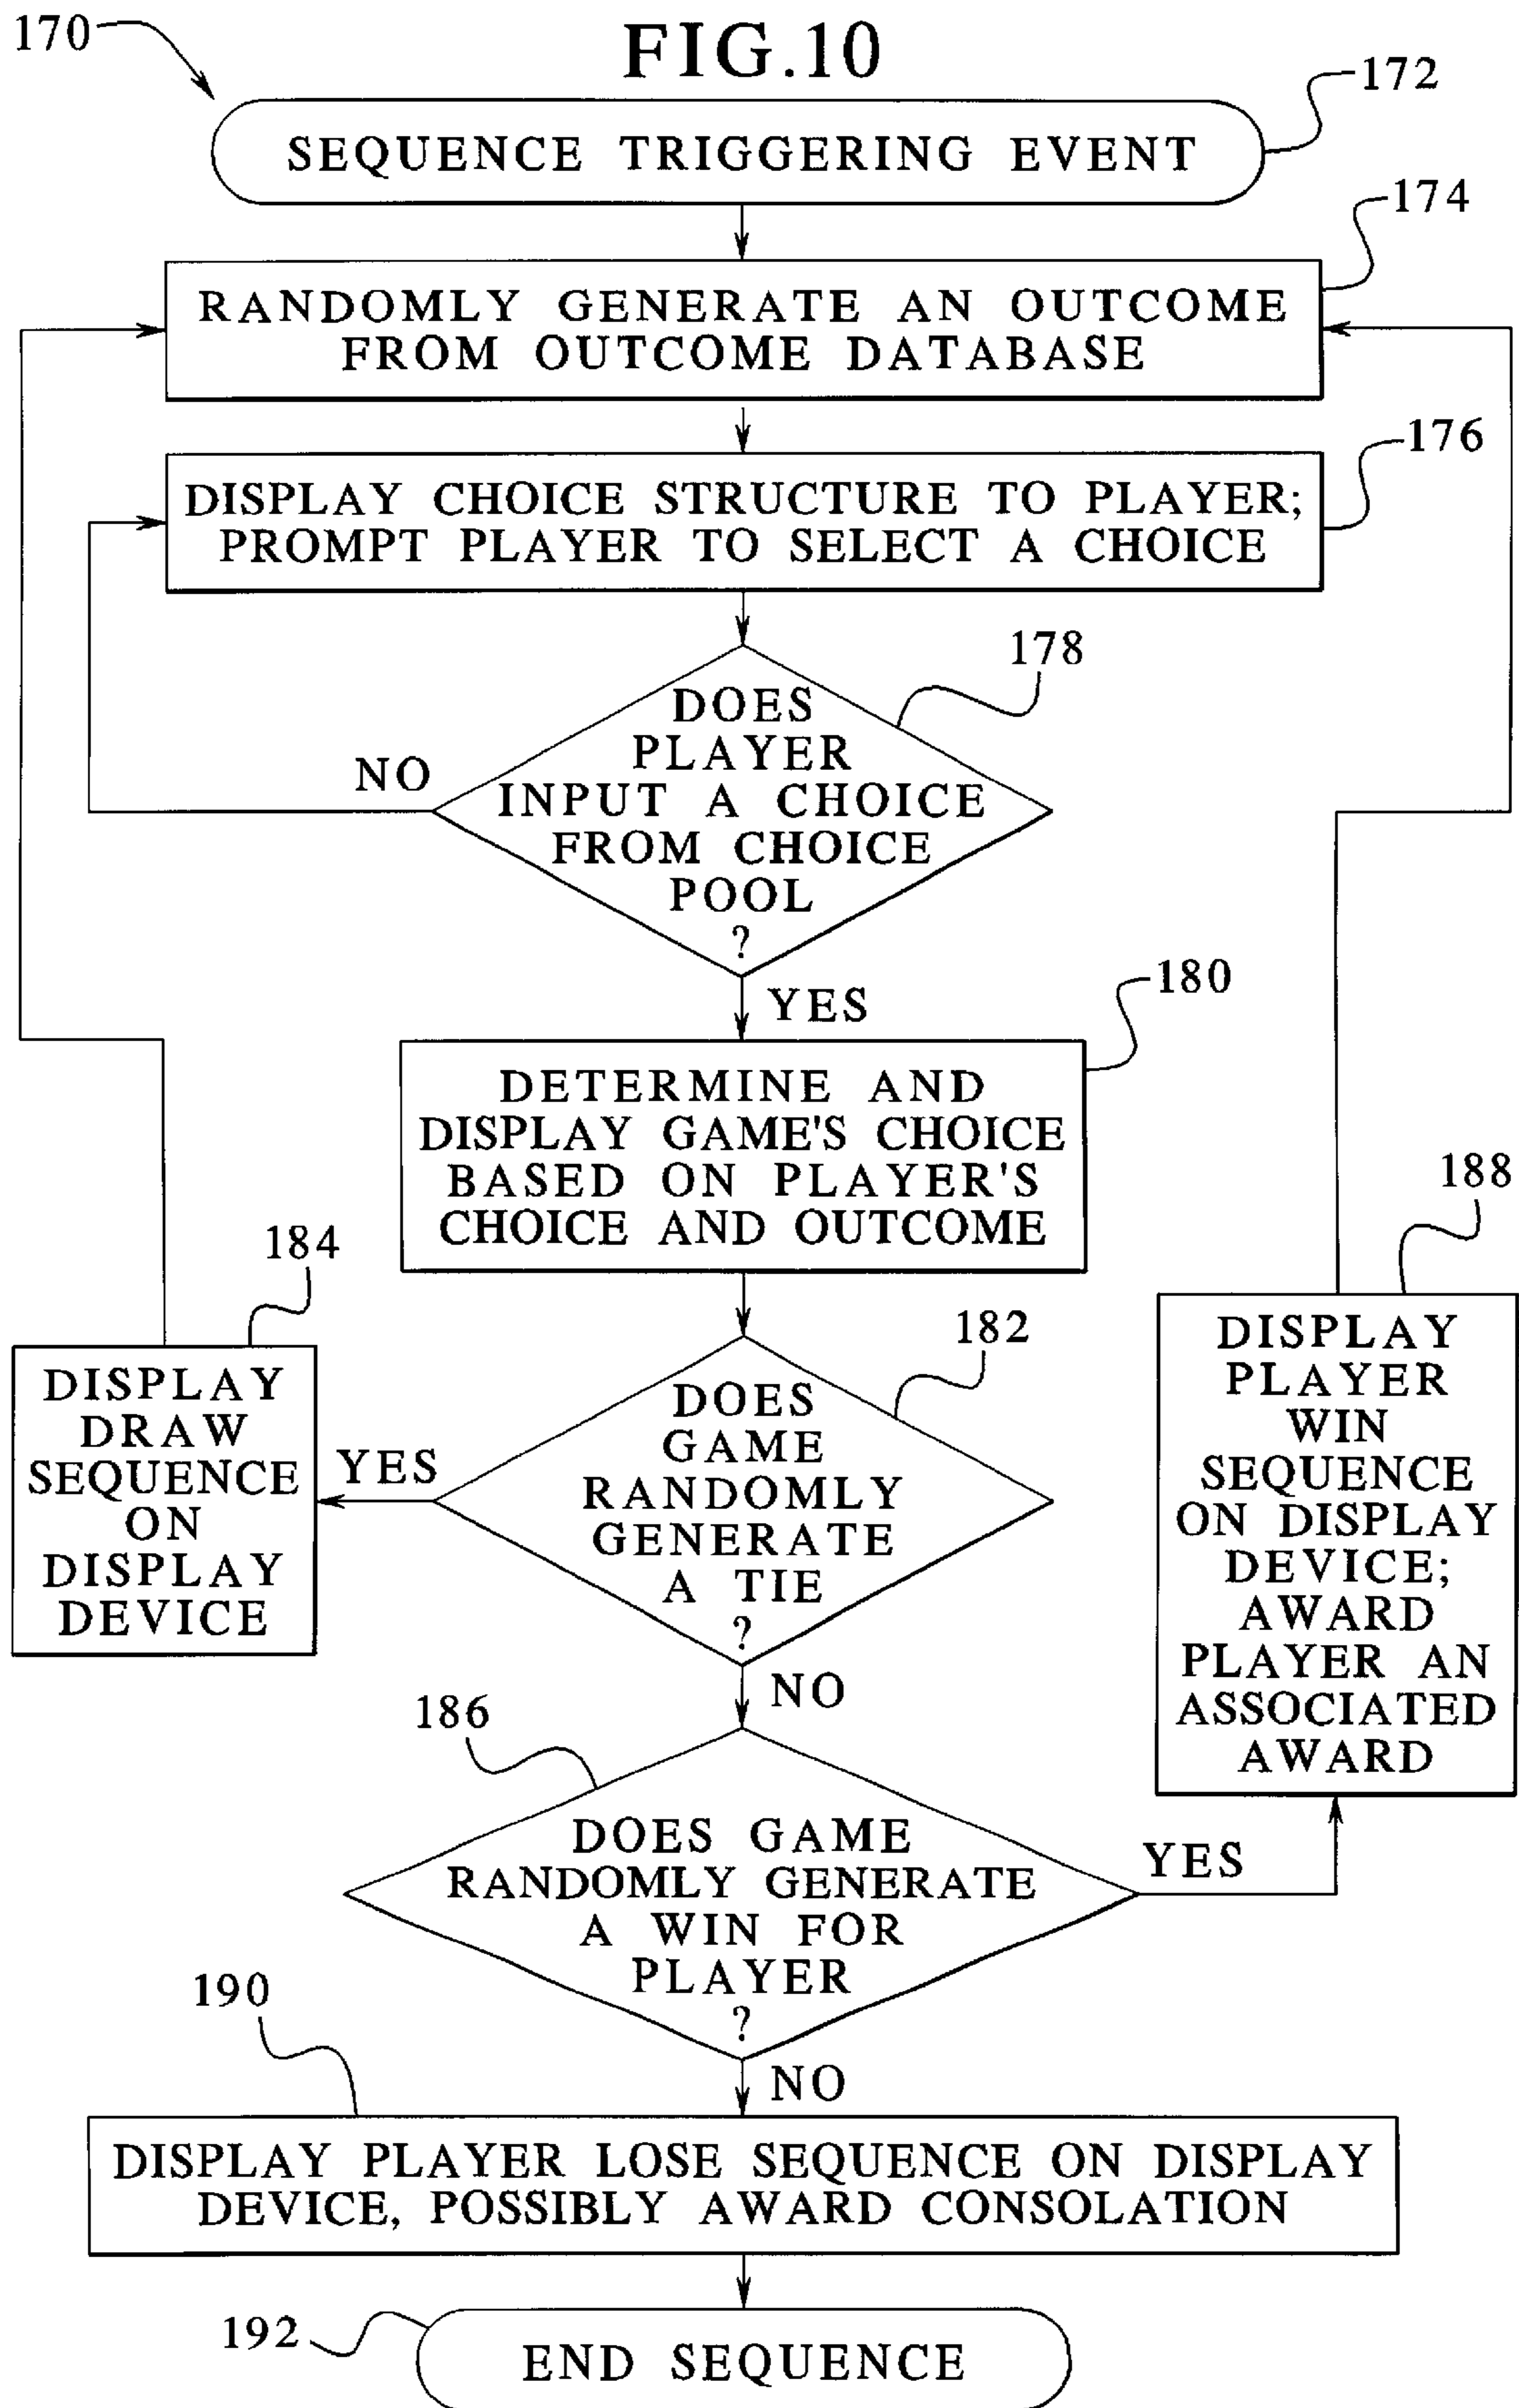 FIG.10
170
172
SEQUENCE TRIGGERING EVENT
174
RANDOMLY GENERATE AN OUTCOME
FROM OUTCOME DATABASE
176
DISPLAY CHOICE STRUCTURE TO PLAYER;
PROMPT PLAYER TO SELECT A CHOICE
178
DOES
PLAYER
INPUT A CHOICE
FROM CHOICE
POOL
?
NO
YES
180
DETERMINE AND
DISPLAY GAME'S CHOICE
BASED ON PLAYER'S
CHOICE AND OUTCOME
182
DOES
GAME
RANDOMLY
GENERATE
A TIE
?
YES
184
DISPLAY
DRAW
SEQUENCE
ON
DISPLAY
DEVICE
NO
186
DOES GAME
RANDOMLY GENERATE
A WIN FOR
PLAYER
?
YES
188
DISPLAY
PLAYER
WIN
SEQUENCE
ON DISPLAY
DEVICE;
AWARD
PLAYER AN
ASSOCIATED
AWARD
NO
190
DISPLAY PLAYER LOSE SEQUENCE ON DISPLAY
DEVICE, POSSIBLY AWARD CONSOLATION
192
END SEQUENCE